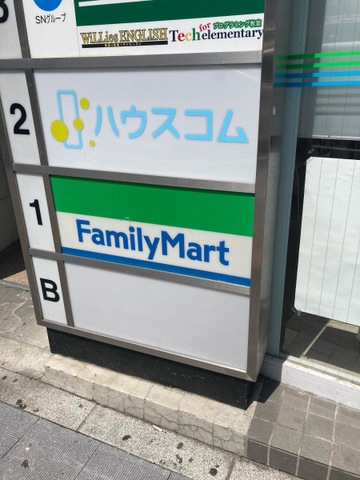 3
SNグループ
WiLLies ENGLISH
プログラミング教室
Tech for elementary
2
ハウスコム
1
FamilyMart
B